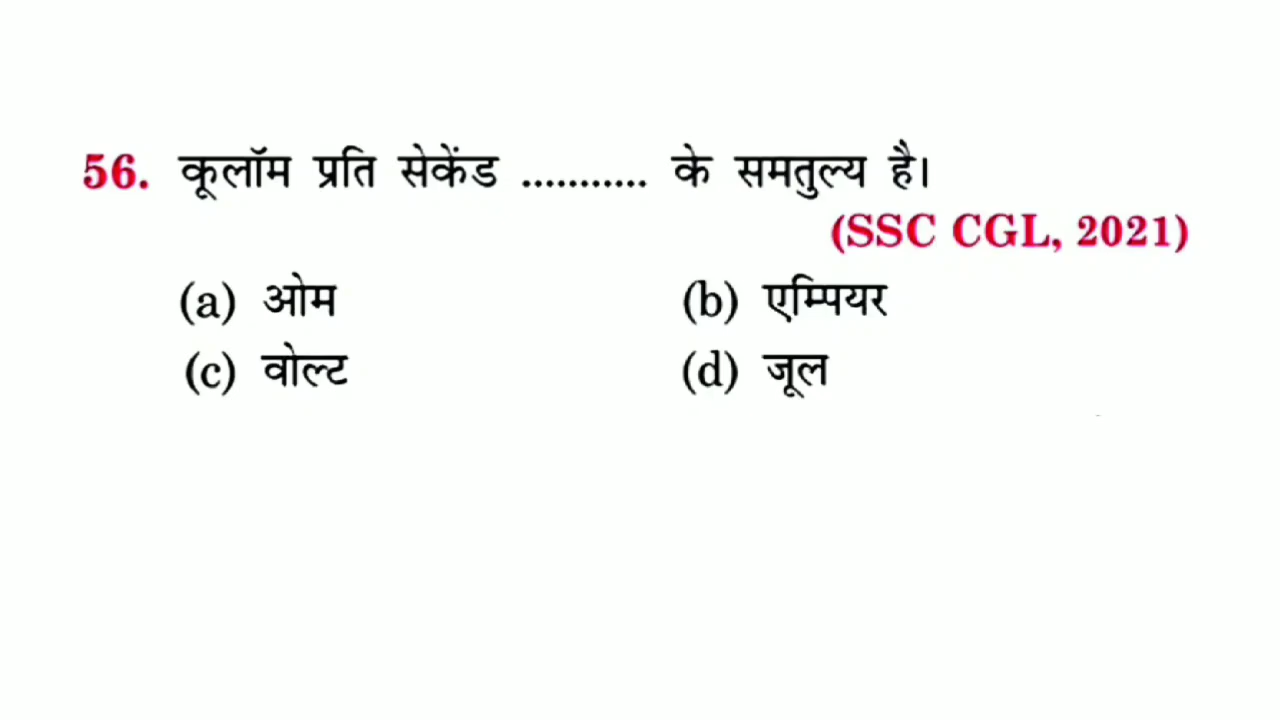 56. कूलॉम प्रति सेकेंड ........... के समतुल्य है।
(SSC CGL, 2021)
(a) ओम (b) एम्पियर
(c) वोल्ट (d) जूल